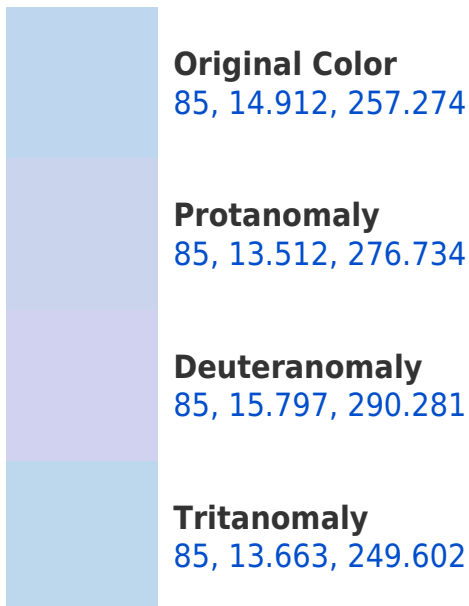 Original Color
85, 14.912, 257.274
Protanomaly
85, 13.512, 276.734
Deuteranomaly
85, 15.797, 290.281
Tritanomaly
85, 13.663, 249.602